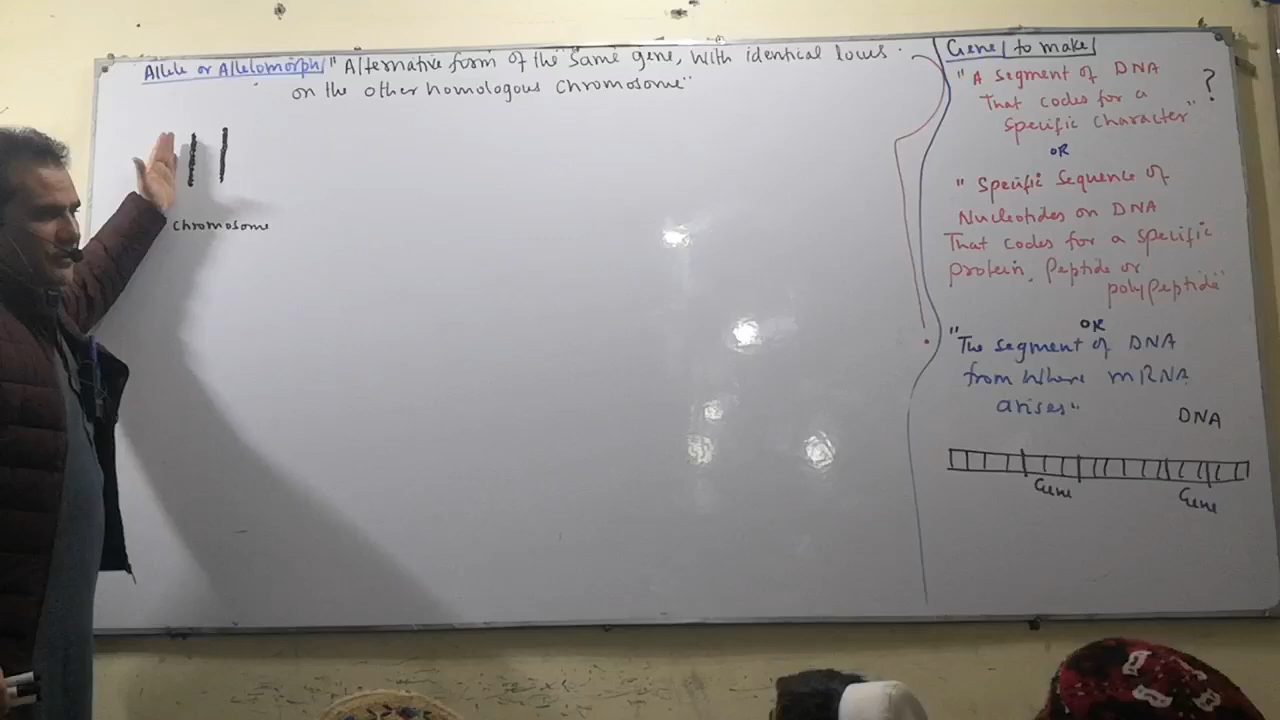 Allele or Allelomorph "Alternative form of the same gene, with identical locus
on the other homologous chromosome"
chromosome
Gene to make
"A segment of DNA
That codes for a
specific character"
?
OR
"Specific sequence of
Nucleotides on DNA
That codes for a specific
protein, Peptide or
polypeptide"
OR
"The segment of DNA
from where mRNA
arises"
DNA
Gene
Gene